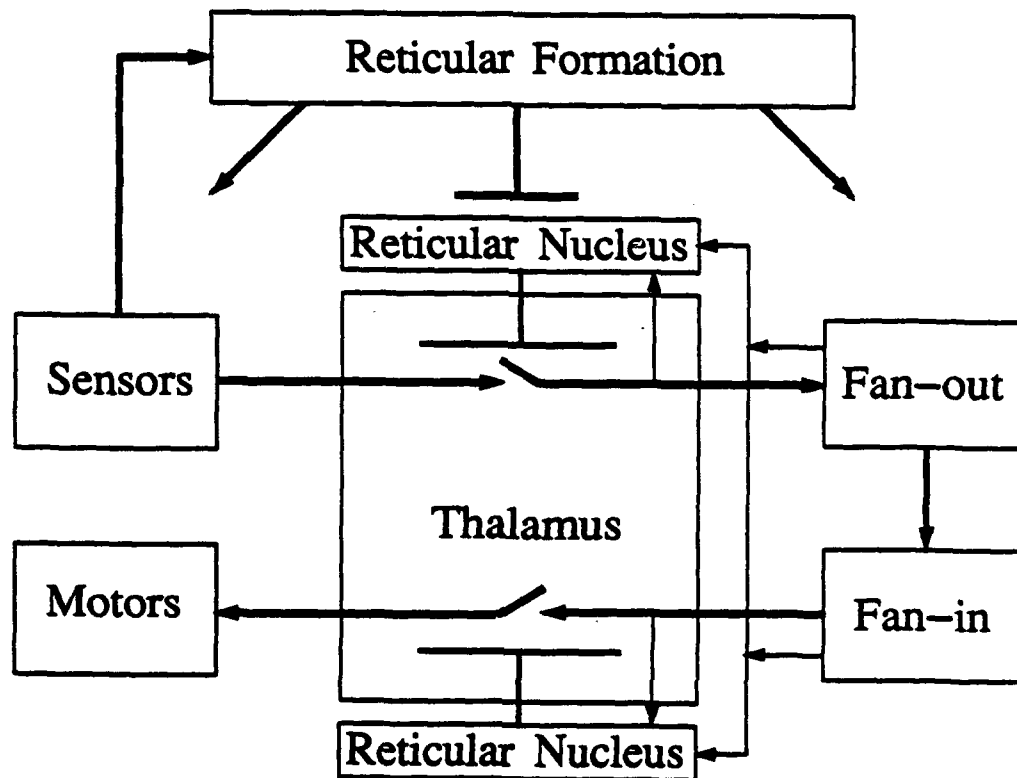 Reticular Formation
Reticular Nucleus
Sensors
Fan-out
Thalamus
Motors
Fan-in
Reticular Nucleus